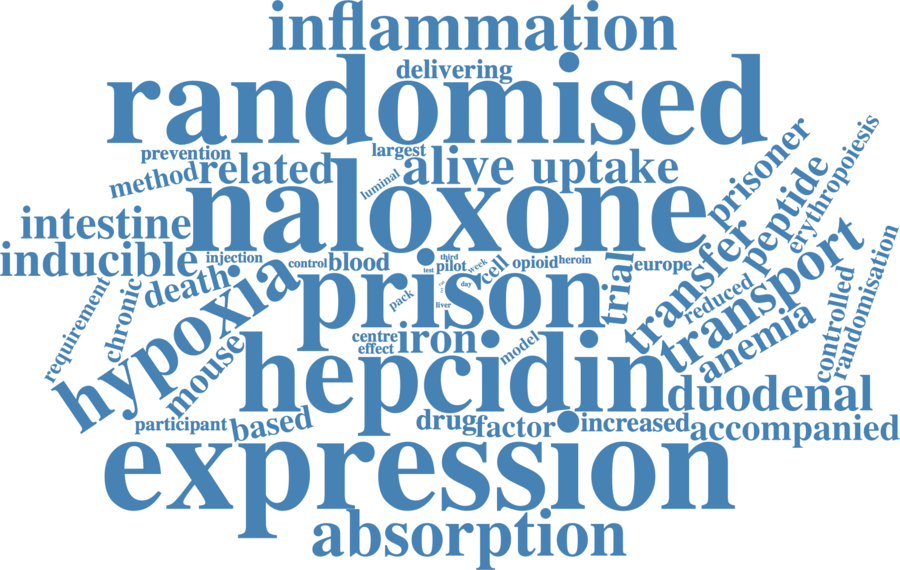 inflammation
delivering
randomised
prevention
largest
method
related
luminal
alive
uptake
prisoner
peptide
erythropoiesis
naloxone
intestine
inducible
injection
control
blood
third
test
pilot
week
day
cell
opioid
heroin
trial
europe
transfer
reduced
transport
controlled
randomisation
requirement
chronic
death
hypoxia
prison
pack
liver
mouse
centre
effect
iron
model
anemia
hepcidin
duodenal
participant
based
drug
factor
increased
accompanied
expression
absorption